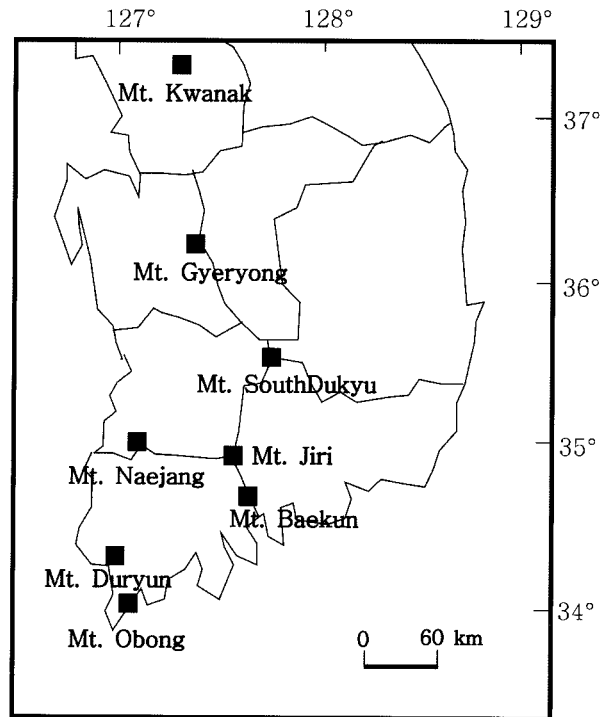 127° 128° 129°
Mt. Kwanak
37°
Mt. Gyeryong
36°
Mt. SouthDukyu
35°
Mt. Jiri
Mt. Naejang
Mt. Baekun
Mt. Duryun
34°
Mt. Obong
0 60 km